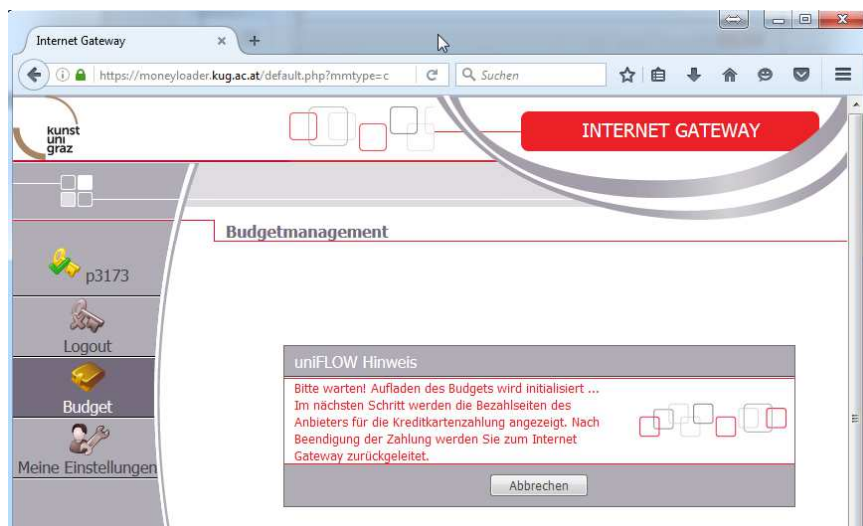 Internet Gateway
https://moneyloader.kug.ac.at/default.php?mmtype=c
Suchen
kunst
uni
graz
INTERNET GATEWAY
Budgetmanagement
p3173
Logout
Budget
Meine Einstellungen
uniFLOW Hinweis
Bitte warten! Aufladen des Budgets wird initialisiert ...
Im nächsten Schritt werden die Bezahlseiten des
Anbieters für die Kreditkartenzahlung angezeigt. Nach
Beendigung der Zahlung werden Sie zum Internet
Gateway zurückgeleitet.
Abbrechen